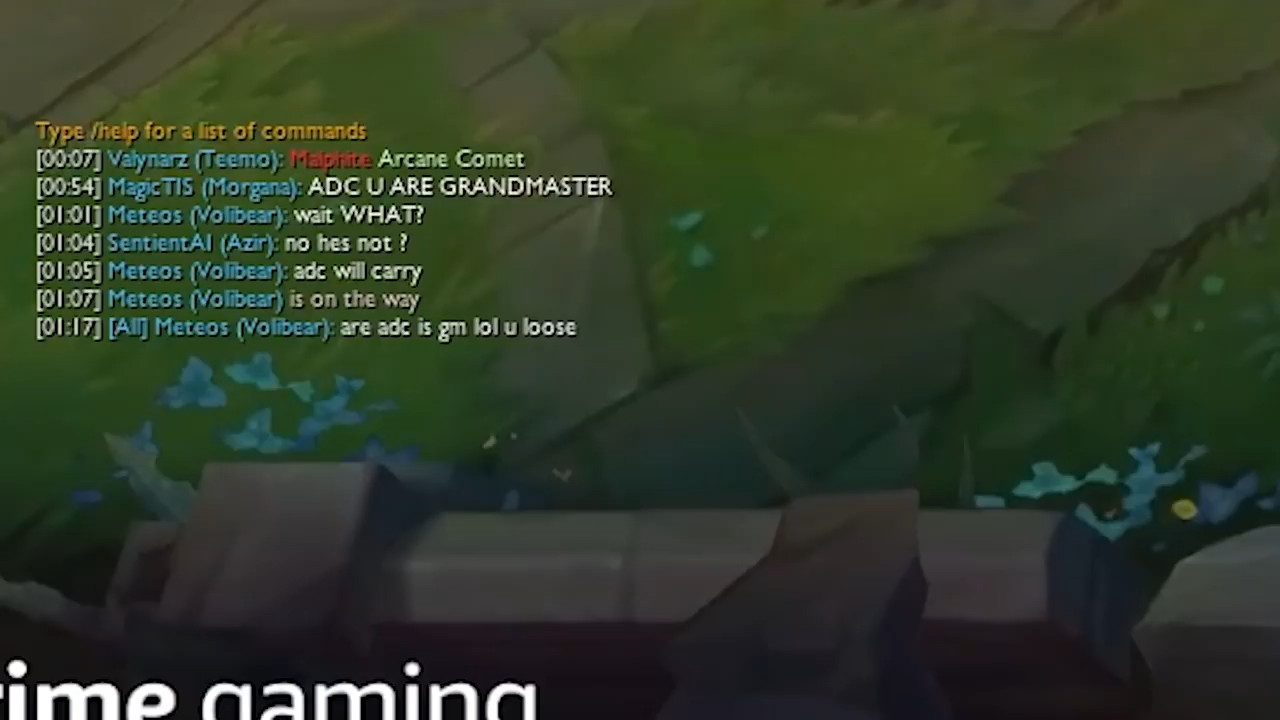 Type /help for a list of commands
[00:07] Valynarz (Teemo): Malphite Arcane Comet
[00:54] MagicTIS (Morgana): ADC U ARE GRANDMASTER
[01:01] Meteos (Volibear): wait WHAT?
[01:04] SentientAI (Azir): no hes not ?
[01:05] Meteos (Volibear): adc will carry
[01:07] Meteos (Volibear) is on the way
[01:17] [All] Meteos (Volibear): are adc is gm lol u loose
rime gaming